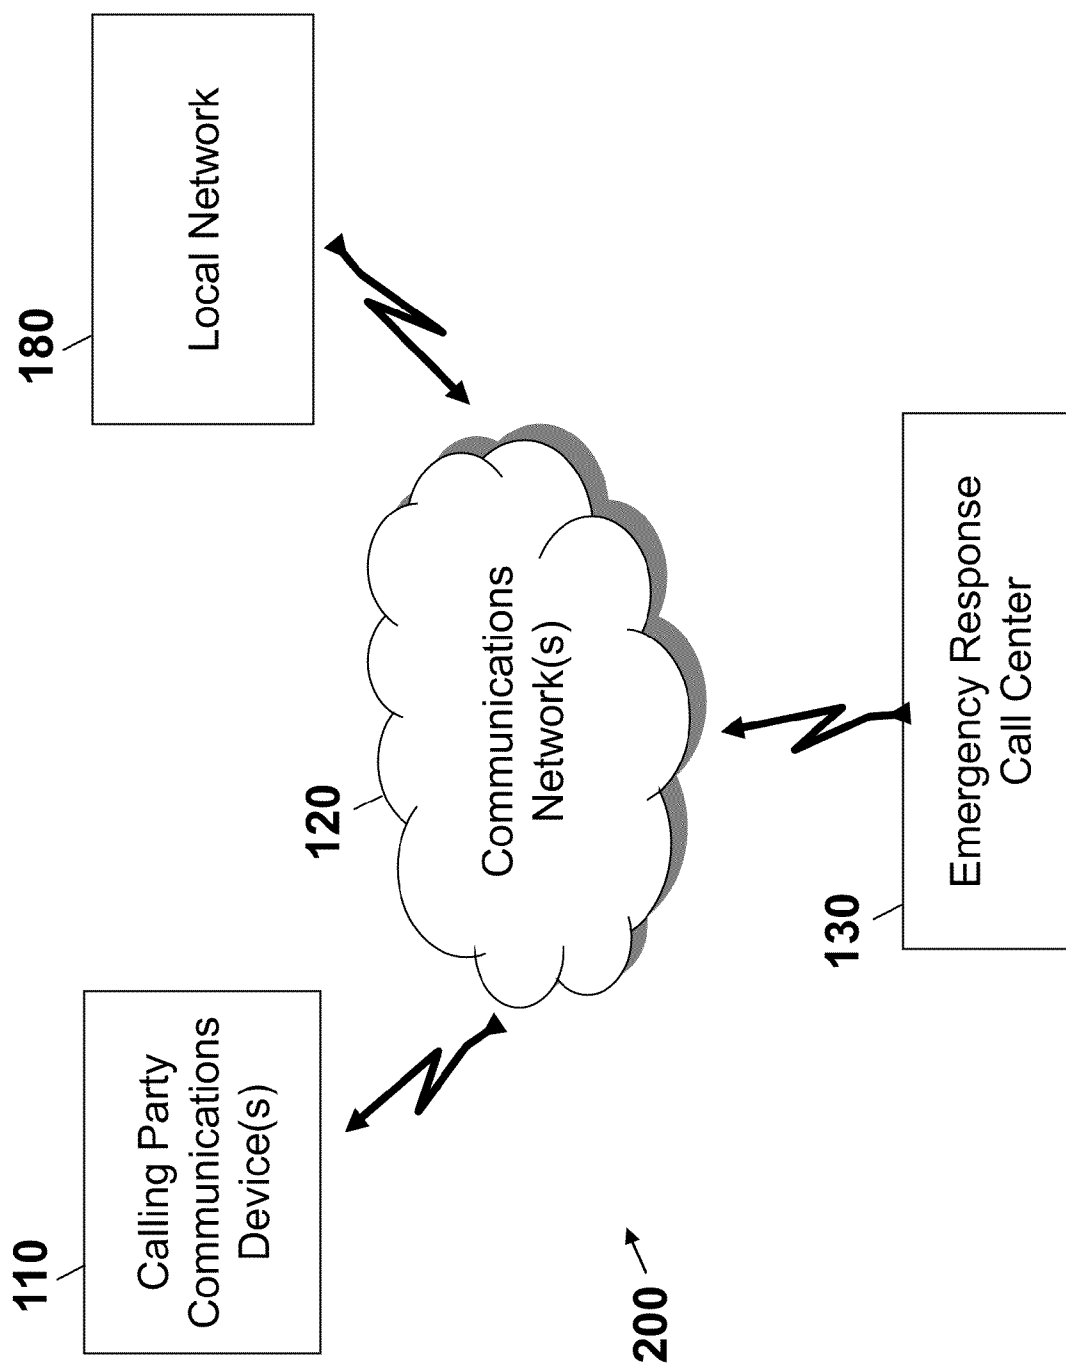 110
Calling Party
Communications
Device(s)
120
Communications
Network(s)
180
Local Network
130
Emergency Response
Call Center
200